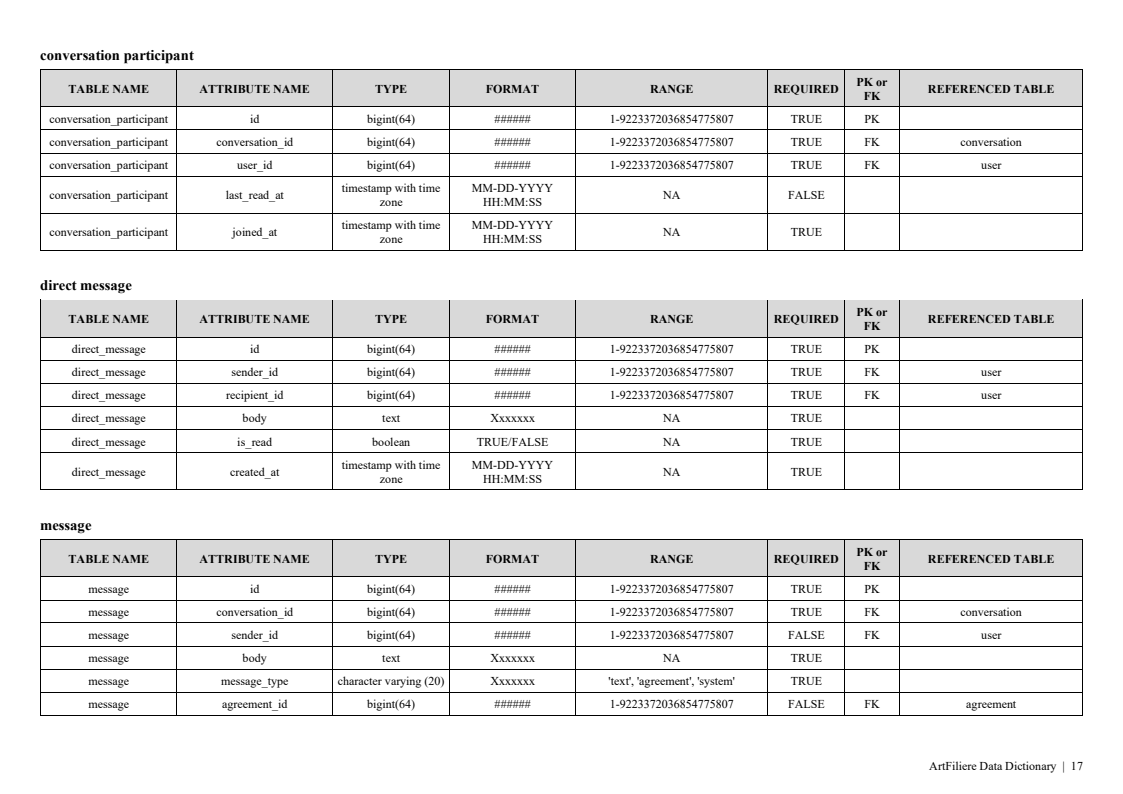 conversation participant
TABLE NAME ATTRIBUTE NAME TYPE FORMAT RANGE REQUIRED PK or FK REFERENCED TABLE
conversation_participant id bigint(64) ###### 1-9223372036854775807 TRUE PK
conversation_participant conversation_id bigint(64) ###### 1-9223372036854775807 TRUE FK conversation
conversation_participant user_id bigint(64) ###### 1-9223372036854775807 TRUE FK user
conversation_participant last_read_at timestamp with time zone MM-DD-YYYY HH:MM:SS NA FALSE
conversation_participant joined_at timestamp with time zone MM-DD-YYYY HH:MM:SS NA TRUE
direct message
TABLE NAME ATTRIBUTE NAME TYPE FORMAT RANGE REQUIRED PK or FK REFERENCED TABLE
direct_message id bigint(64) ###### 1-9223372036854775807 TRUE PK
direct_message sender_id bigint(64) ###### 1-9223372036854775807 TRUE FK user
direct_message recipient_id bigint(64) ###### 1-9223372036854775807 TRUE FK user
direct_message body text Xxxxxxx NA TRUE
direct_message is_read boolean TRUE/FALSE NA TRUE
direct_message created_at timestamp with time zone MM-DD-YYYY HH:MM:SS NA TRUE
message
TABLE NAME ATTRIBUTE NAME TYPE FORMAT RANGE REQUIRED PK or FK REFERENCED TABLE
message id bigint(64) ###### 1-9223372036854775807 TRUE PK
message conversation_id bigint(64) ###### 1-9223372036854775807 TRUE FK conversation
message sender_id bigint(64) ###### 1-9223372036854775807 FALSE FK user
message body text Xxxxxxx NA TRUE
message message_type character varying (20) Xxxxxxx 'text', 'agreement', 'system' TRUE
message agreement_id bigint(64) ###### 1-9223372036854775807 FALSE FK agreement
ArtFiliere Data Dictionary | 17